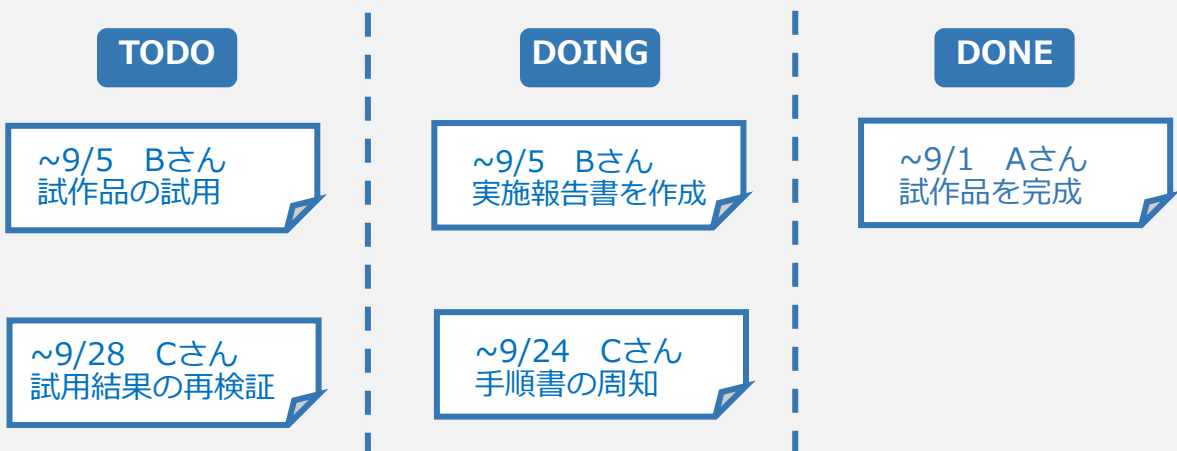 TODO
DOING
DONE
~9/5　Bさん
試作品の試用
~9/5　Bさん
実施報告書を作成
~9/1　Aさん
試作品を完成
~9/28　Cさん
試用結果の再検証
~9/24　Cさん
手順書の周知